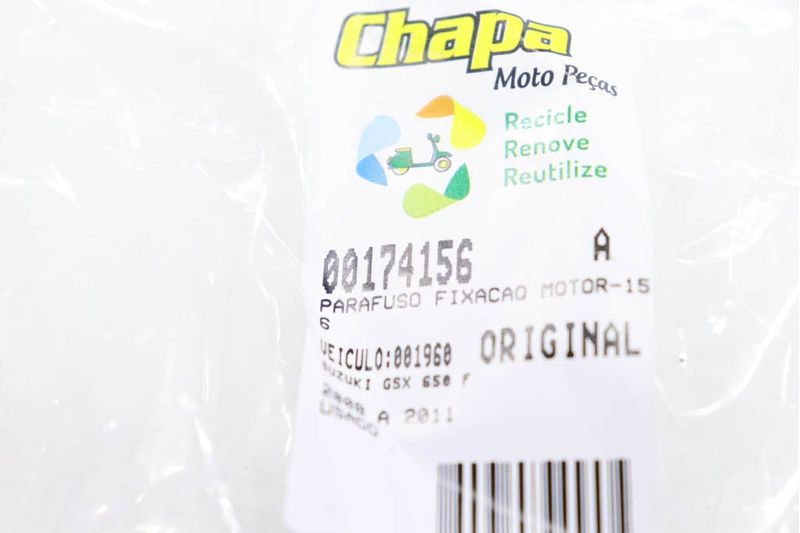 Chapa
Moto Peças
Recicle
Renove
Reutilize
00174156 A
PARAFUSO FIXACAO MOTOR-15
6
VEICULO:001960 ORIGINAL
SUZUKI GSX 650 F
2008 A 2011
USADO